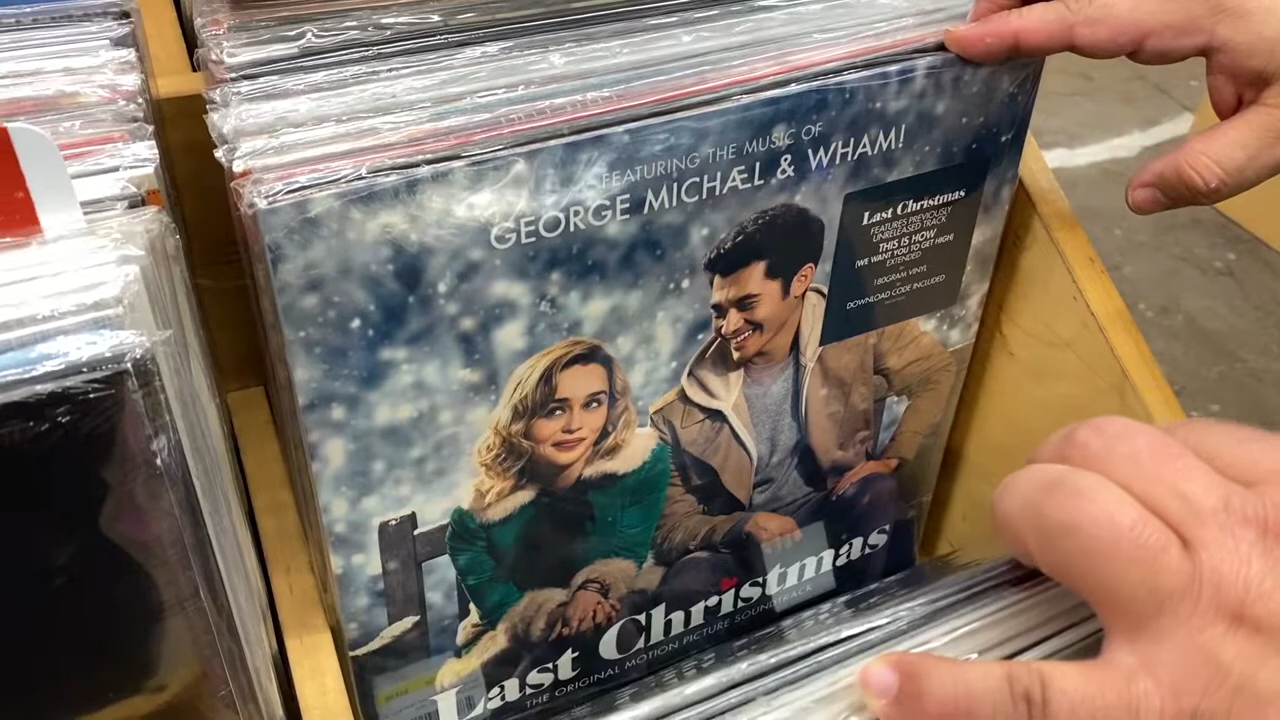 FEATURING THE MUSIC OF
GEORGE MICHÆL & WHAM!
Last Christmas
FEATURES PREVIOUSLY
UNRELEASED TRACK
THIS IS HOW
(WE WANT YOU TO GET HIGH)
EXTENDED
180GRAM VINYL
DOWNLOAD CODE INCLUDED
Last Christmas
THE ORIGINAL MOTION PICTURE SOUNDTRACK